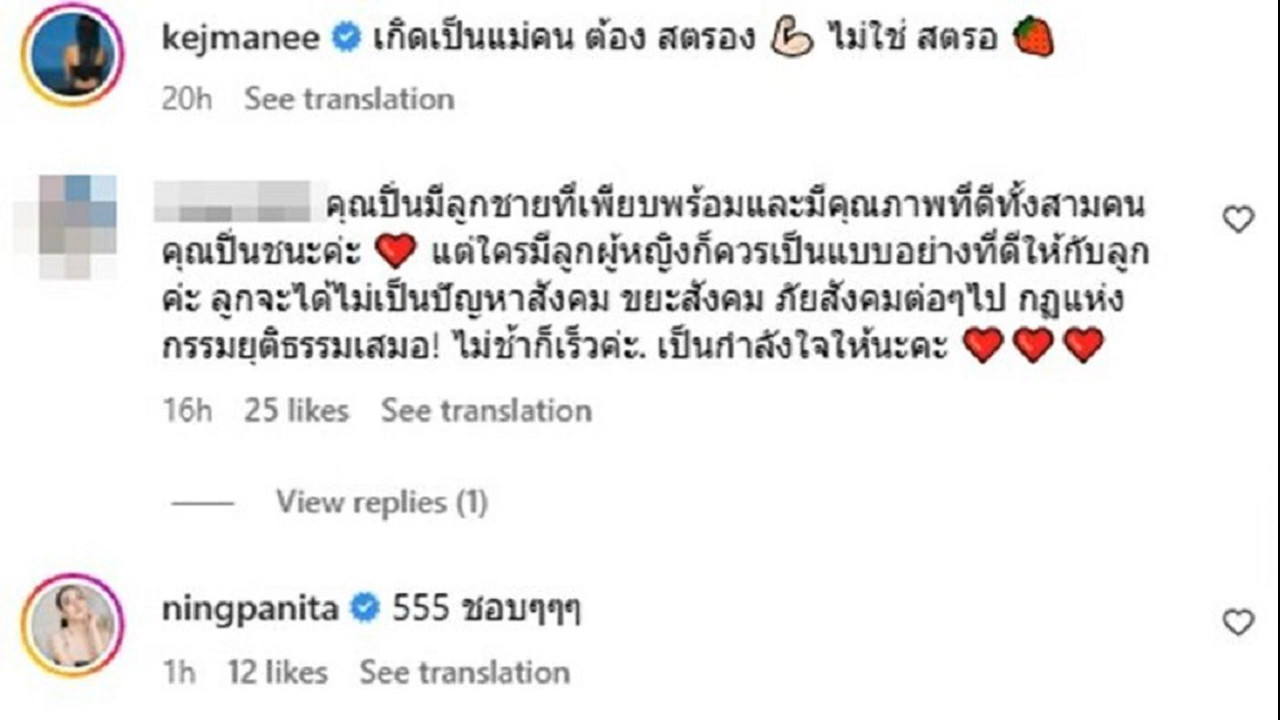 kejmanee เกิดเป็นแม่คน ต้อง สตรอง 💪🏻 ไม่ใช่ สตรอ 🍓
20h See translation
คุณปิ่นมีลูกชายที่เพียบพร้อมและมีคุณภาพที่ดีทั้งสามคน
คุณปิ่นชนะค่ะ ❤️ แต่ใครมีลูกผู้หญิงก็ควรเป็นแบบอย่างที่ดีให้กับลูก
ค่ะ ลูกจะได้ไม่เป็นปัญหาสังคม ขยะสังคม ภัยสังคมต่อๆไป กฏแห่ง
กรรมยุติธรรมเสมอ! ไม่ช้าก็เร็วค่ะ. เป็นกำลังใจให้นะคะ ❤️❤️❤️
16h 25 likes See translation
View replies (1)
ningpanita 555 ชอบๆๆๆ
1h 12 likes See translation